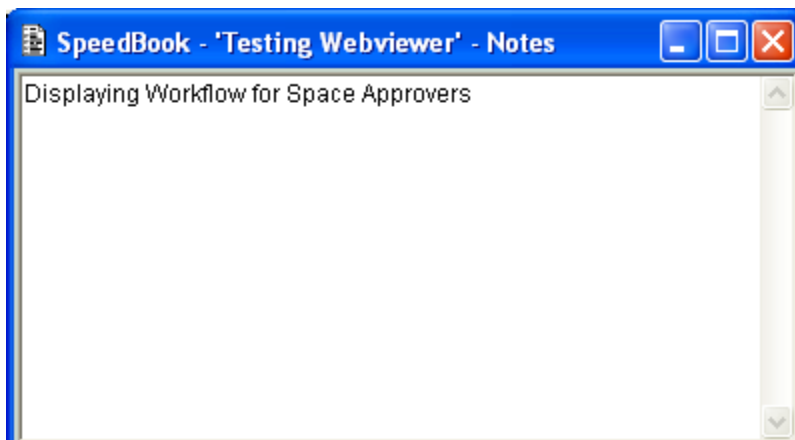 SpeedBook - 'Testing Webviewer' - Notes
Displaying Workflow for Space Approvers